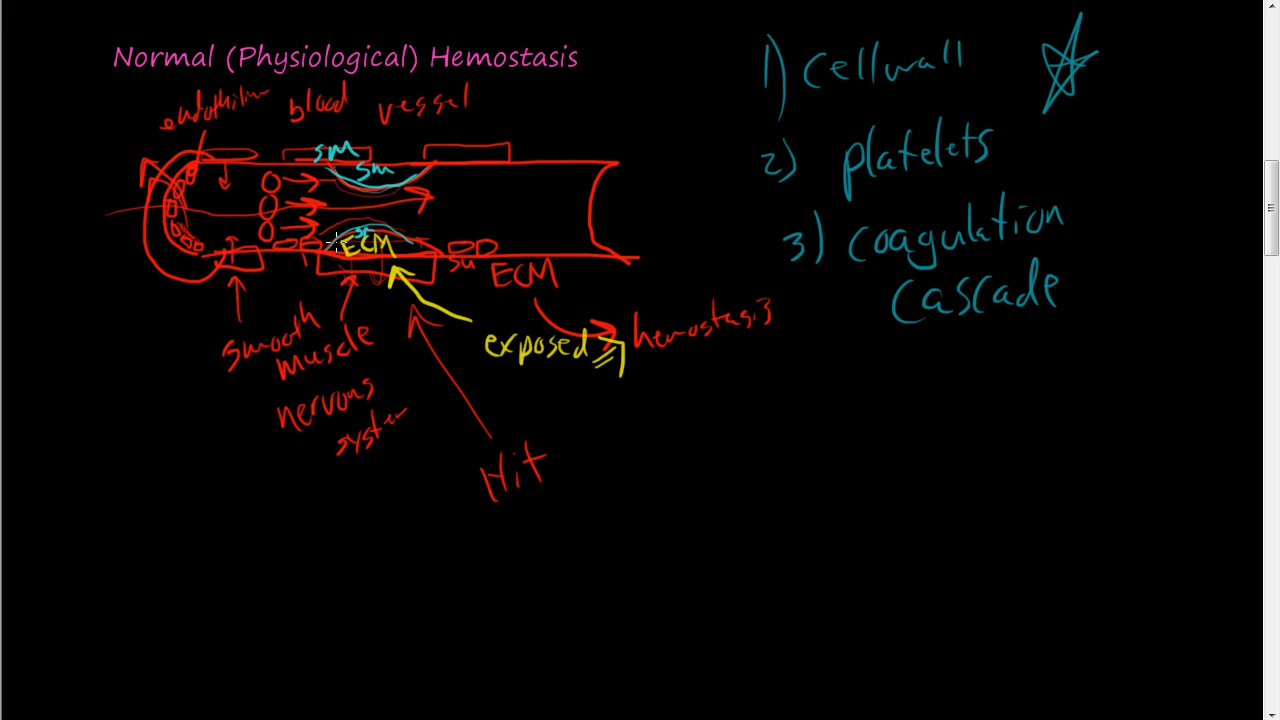 Normal (Physiological) Hemostasis
blood vessel
sm
sm
ECM
ECM
smooth
muscle
nervous
system
exposed
hemostasis
Hit
1) cellwall
2) platelets
3) coagulation
cascade